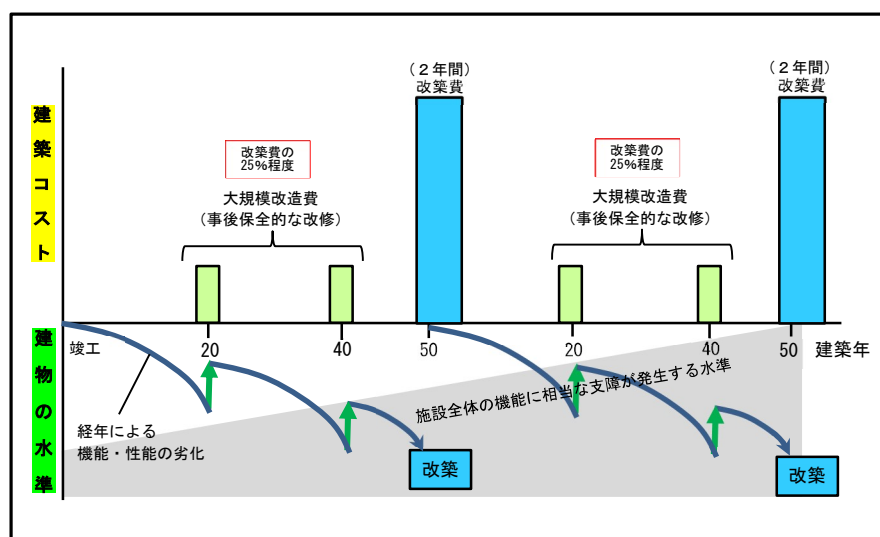 建築コスト
(2年間)
改築費
(2年間)
改築費
改築費の
25%程度
改築費の
25%程度
大規模改造費
(事後保全的な改修)
大規模改造費
(事後保全的な改修)
竣工
20
40
50
20
40
50
建築年
建物の水準
施設全体の機能に相当な支障が発生する水準
経年による
機能・性能の劣化
改築
改築